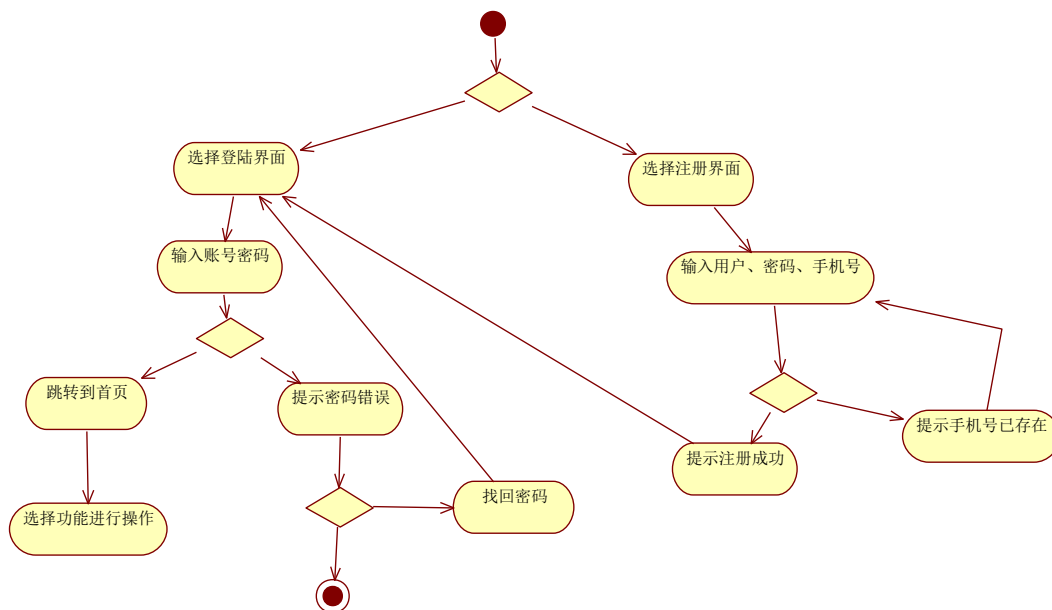 选择登陆界面
选择注册界面
输入账号密码
输入用户、密码、手机号
跳转到首页
提示密码错误
提示手机号已存在
提示注册成功
找回密码
选择功能进行操作